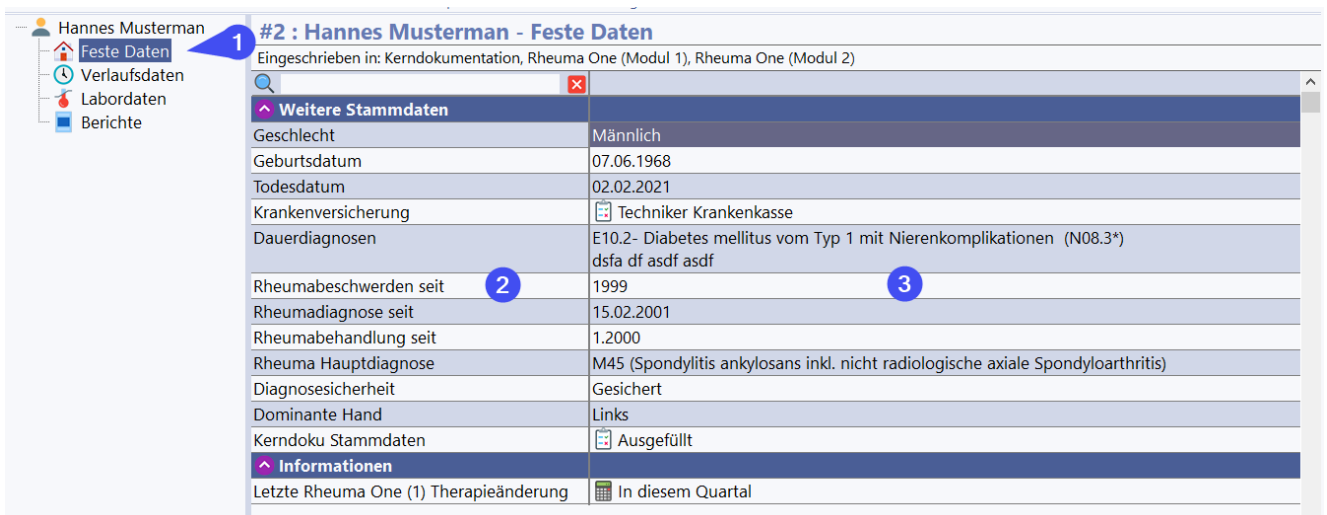 Hannes Musterman
Feste Daten
Verlaufsdaten
Labordaten
Berichte
1
#2 : Hannes Musterman - Feste Daten
Eingeschrieben in: Kerndokumentation, Rheuma One (Modul 1), Rheuma One (Modul 2)
Weitere Stammdaten
Geschlecht Männlich
Geburtsdatum 07.06.1968
Todesdatum 02.02.2021
Krankenversicherung Techniker Krankenkasse
Dauerdiagnosen E10.2- Diabetes mellitus vom Typ 1 mit Nierenkomplikationen (N08.3*)
dsfa df asdf asdf
Rheumabeschwerden seit 2 1999 3
Rheumadiagnose seit 15.02.2001
Rheumabehandlung seit 1.2000
Rheuma Hauptdiagnose M45 (Spondylitis ankylosans inkl. nicht radiologische axiale Spondyloarthritis)
Diagnosesicherheit Gesichert
Dominante Hand Links
Kerndoku Stammdaten Ausgefüllt
Informationen
Letzte Rheuma One (1) Therapieänderung In diesem Quartal